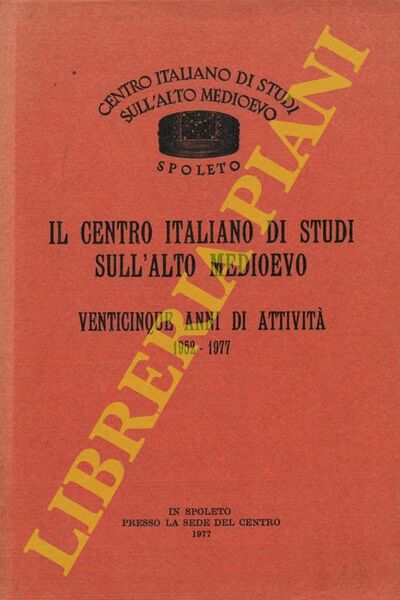 CENTRO ITALIANO DI STUDI
SULL'ALTO MEDIOEVO
SPOLETO
IL CENTRO ITALIANO DI STUDI
SULL'ALTO MEDIOEVO
VENTICINQUE ANNI DI ATTIVITÀ
1952 - 1977
IN SPOLETO
PRESSO LA SEDE DEL CENTRO
1977
LIBRERIA PIANI